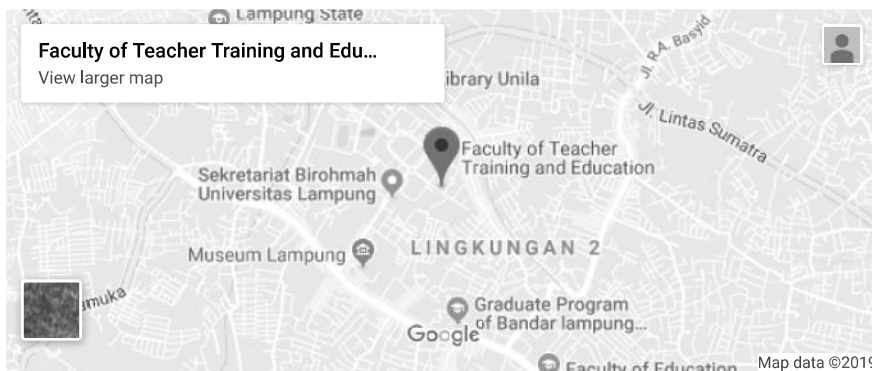 Lampung State
Faculty of Teacher Training and Edu...
View larger map
ibrary Unila
Jl. R.A. Basyid
Jl. Lintas Sumatra
Faculty of Teacher
Training and Education
Sekretariat Birohmah
Universitas Lampung
Museum Lampung
LINGKUNGAN 2
amuka
Graduate Program
of Bandar lampung...
Google
Faculty of Education
Map data ©2019